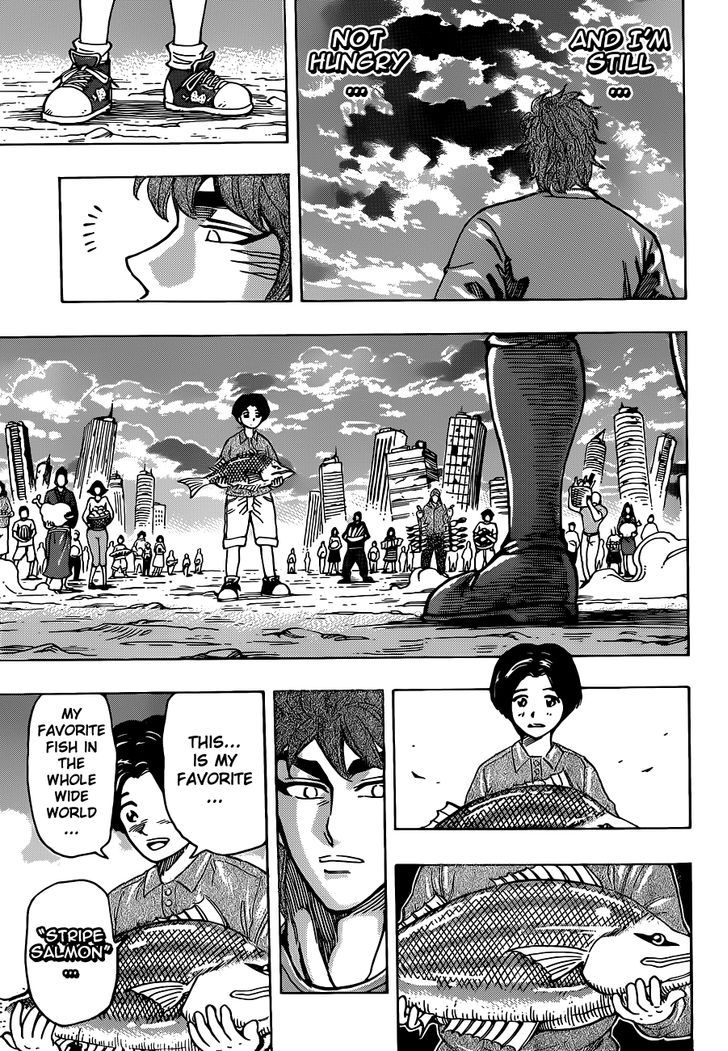 AND I'M
STILL
...
NOT
HUNGRY
...
THIS...
IS MY
FAVORITE
...
MY
FAVORITE
FISH IN
THE
WHOLE
WIDE
WORLD
...
"STRIPE
SALMON"
...